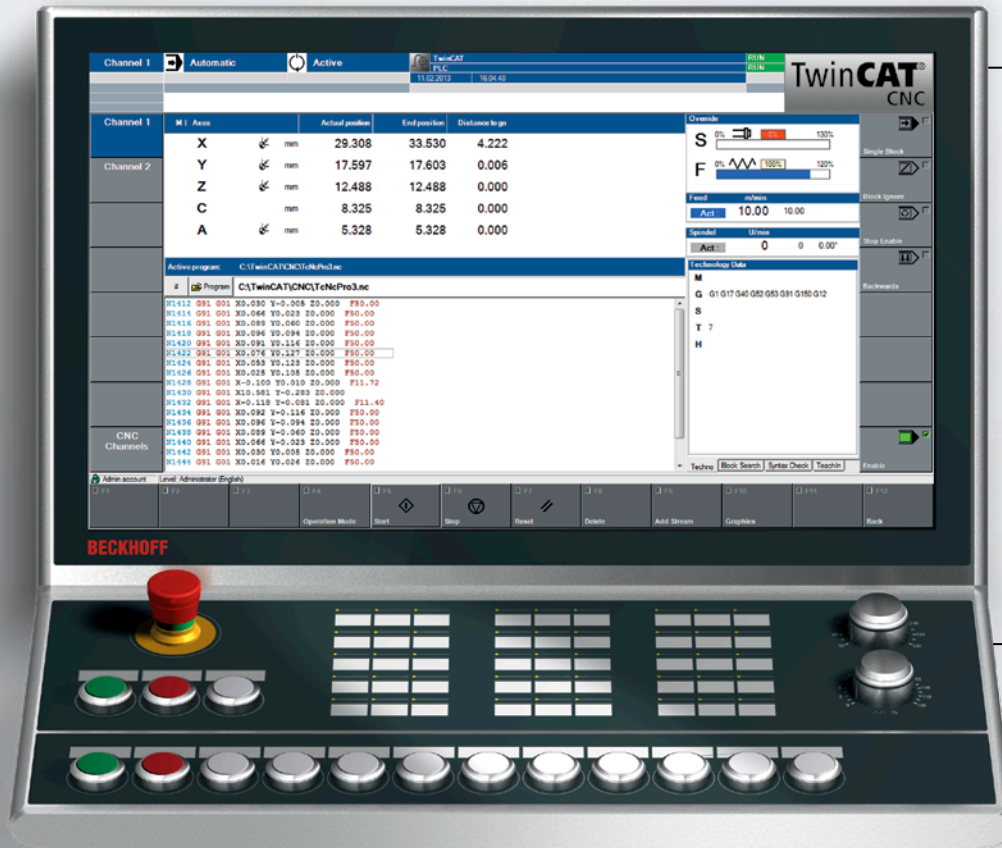 Channel 1 Automatic Active TwinCAT RUN
PLC RUN
11.02.2013 16:04:48
TwinCAT®
CNC
Channel 1 M I Axes Actual position End position Distance to go Override
X mm 29.308 33.530 4.222 S 0% 0% 130%
Single Block
Channel 2 Y mm 17.597 17.603 0.006 F 0% 100% 120%
Z mm 12.488 12.488 0.000
Feed m/min Block Ignore
C mm 8.325 8.325 0.000 Act : 10.00 10.00
A mm 5.328 5.328 0.000 Spindel U/min
Act : 0 0 0.00° Stop Enable
Active program: C:\TwinCAT\CNC\TcNcPro3.nc Technology Data
# Program C:\TwinCAT\CNC\TcNcPro3.nc M Backwards
G G1 G17 G40 G52 G53 G91 G150 G12
S
T 7
H
N1412 G91 G01 X0.030 Y-0.005 Z0.000 F50.00
N1414 G91 G01 X0.066 Y0.023 Z0.000 F50.00
N1416 G91 G01 X0.089 Y0.060 Z0.000 F50.00
N1418 G91 G01 X0.096 Y0.094 Z0.000 F50.00
N1420 G91 G01 X0.091 Y0.116 Z0.000 F50.00
N1422 G91 G01 X0.076 Y0.127 Z0.000 F50.00
N1424 G91 G01 X0.053 Y0.123 Z0.000 F50.00
N1426 G91 G01 X0.025 Y0.105 Z0.000 F50.00
N1428 G91 G01 X-0.100 Y0.010 Z0.000 F11.72
N1430 G91 G01 X10.581 Y-0.283 Z0.000
N1432 G91 G01 X-0.118 Y-0.081 Z0.000 F11.40
N1434 G91 G01 X0.092 Y-0.116 Z0.000 F50.00
N1436 G91 G01 X0.096 Y-0.094 Z0.000 F50.00
N1438 G91 G01 X0.089 Y-0.060 Z0.000 F50.00
N1440 G91 G01 X0.066 Y-0.023 Z0.000 F50.00
N1442 G91 G01 X0.030 Y0.005 Z0.000 F50.00
N1444 G91 G01 X0.016 Y0.026 Z0.000 F50.00
CNC
Channels
Techno Block Search Syntax Check TeachIn Enable
Admin account Level: Administrator (English)
F1 F2 F3 F4 F5 F6 F7 F8 F9 F10 F11 F12
Operation Mode Start Stop Reset Delete Add Stream Graphics Back
BECKHOFF